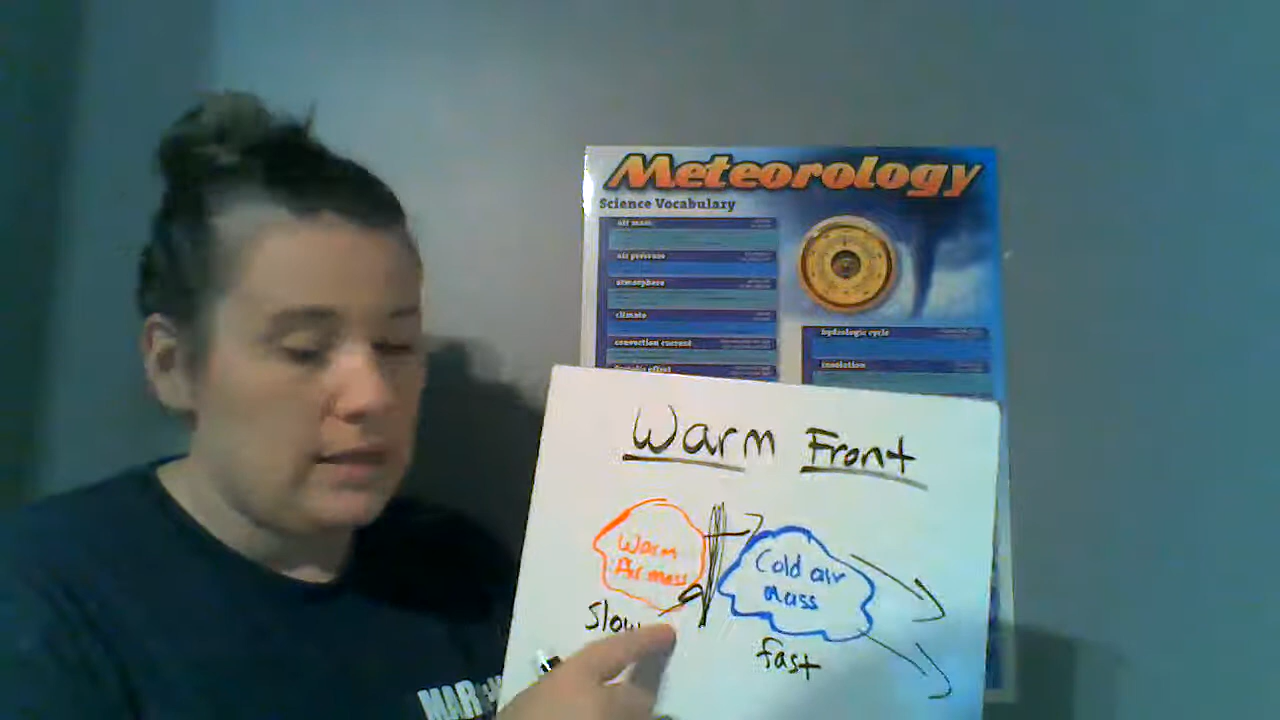 Meteorology
Science Vocabulary
air mass
air pressure
atmosphere
climate
convection current
hydrologic cycle
insolation
Warm Front
Warm
Air mass
Cold air
Mass
Slow
fast
MAR